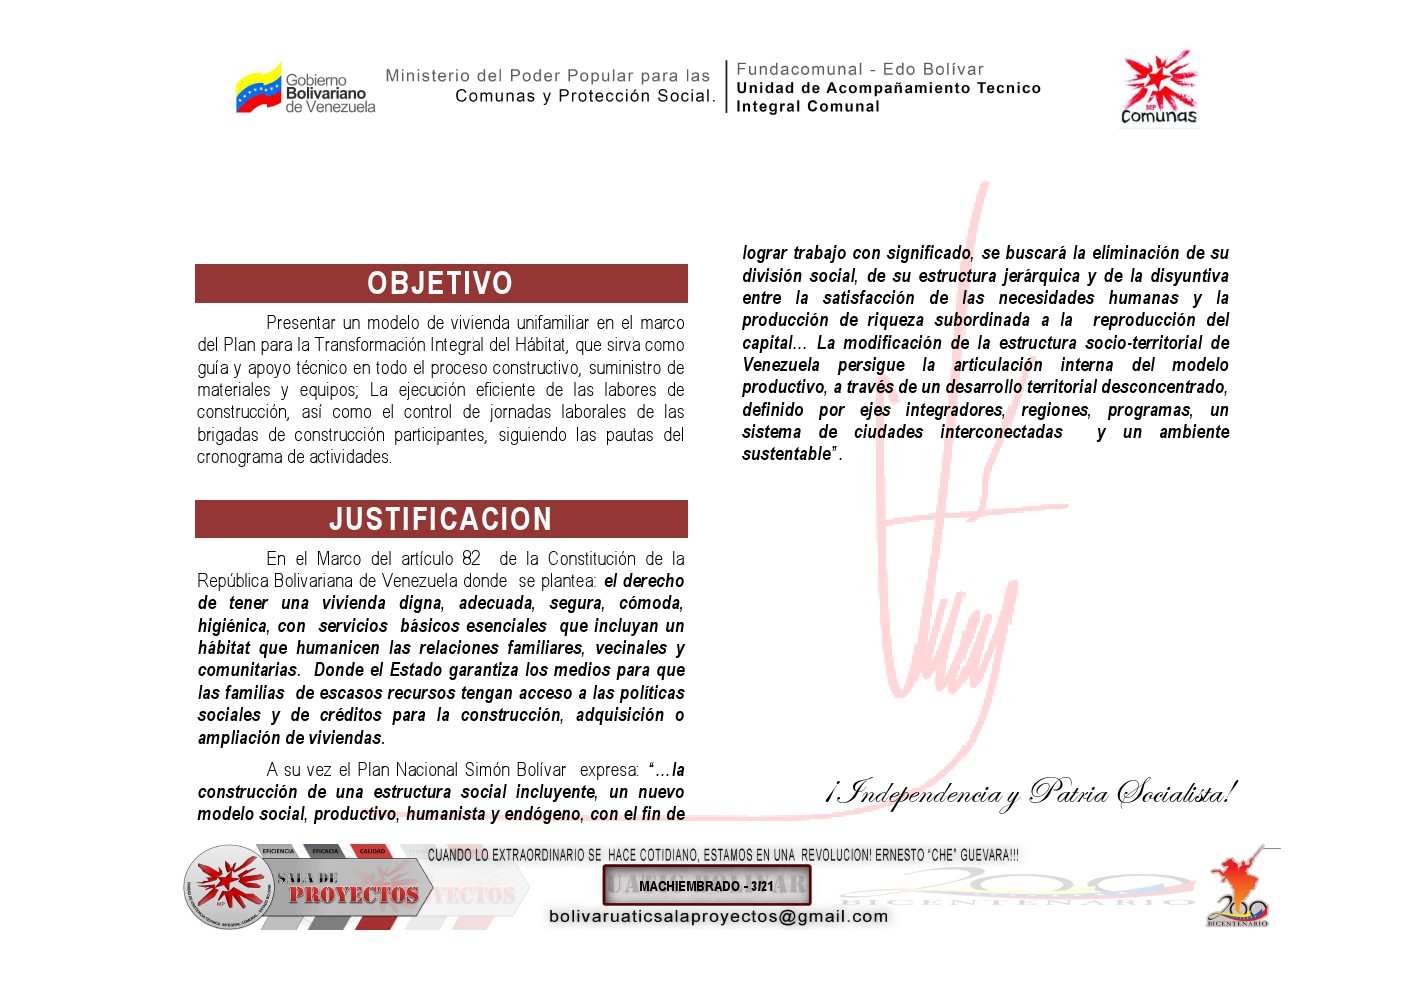 Gobierno
Bolivariano
de Venezuela
Ministerio del Poder Popular para las
Comunas y Protección Social.
Fundacomunal - Edo Bolívar
Unidad de Acompañamiento Tecnico
Integral Comunal
MP
Comunas
OBJETIVO
Presentar un modelo de vivienda unifamiliar en el marco
del Plan para la Transformación Integral del Hábitat, que sirva como
guía y apoyo técnico en todo el proceso constructivo, suministro de
materiales y equipos; La ejecución eficiente de las labores de
construcción, así como el control de jornadas laborales de las
brigadas de construcción participantes, siguiendo las pautas del
cronograma de actividades.
JUSTIFICACION
En el Marco del artículo 82 de la Constitución de la
República Bolivariana de Venezuela donde se plantea: el derecho
de tener una vivienda digna, adecuada, segura, cómoda,
higiénica, con servicios básicos esenciales que incluyan un
hábitat que humanicen las relaciones familiares, vecinales y
comunitarias. Donde el Estado garantiza los medios para que
las familias de escasos recursos tengan acceso a las políticas
sociales y de créditos para la construcción, adquisición o
ampliación de viviendas.
A su vez el Plan Nacional Simón Bolívar expresa: “…la
construcción de una estructura social incluyente, un nuevo
modelo social, productivo, humanista y endógeno, con el fin de
lograr trabajo con significado, se buscará la eliminación de su
división social, de su estructura jerárquica y de la disyuntiva
entre la satisfacción de las necesidades humanas y la
producción de riqueza subordinada a la reproducción del
capital… La modificación de la estructura socio-territorial de
Venezuela persigue la articulación interna del modelo
productivo, a través de un desarrollo territorial desconcentrado,
definido por ejes integradores, regiones, programas, un
sistema de ciudades interconectadas y un ambiente
sustentable”.
¡Independencia y Patria Socialista!
EFICIENCIA EFICACIA CALIDAD
SALA DE
PROYECTOS
MP
CUANDO LO EXTRAORDINARIO SE HACE COTIDIANO, ESTAMOS EN UNA REVOLUCION! ERNESTO “CHE” GUEVARA!!!
MACHIEMBRADO - 3/21
bolivaruaticsalaproyectos@gmail.com
200
BICENTENARIO
200
BICENTENARIO